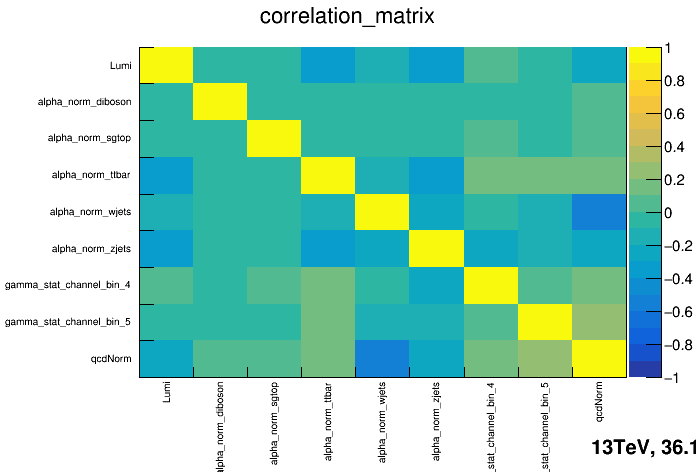 correlation_matrix
Lumi
alpha_norm_diboson
alpha_norm_sgtop
alpha_norm_ttbar
alpha_norm_wjets
alpha_norm_zjets
gamma_stat_channel_bin_4
gamma_stat_channel_bin_5
qcdNorm
1
0.8
0.6
0.4
0.2
0
−0.2
−0.4
−0.6
−0.8
−1
Lumi
alpha_norm_diboson
alpha_norm_sgtop
alpha_norm_ttbar
alpha_norm_wjets
alpha_norm_zjets
_stat_channel_bin_4
_stat_channel_bin_5
qcdNorm
13TeV, 36.1